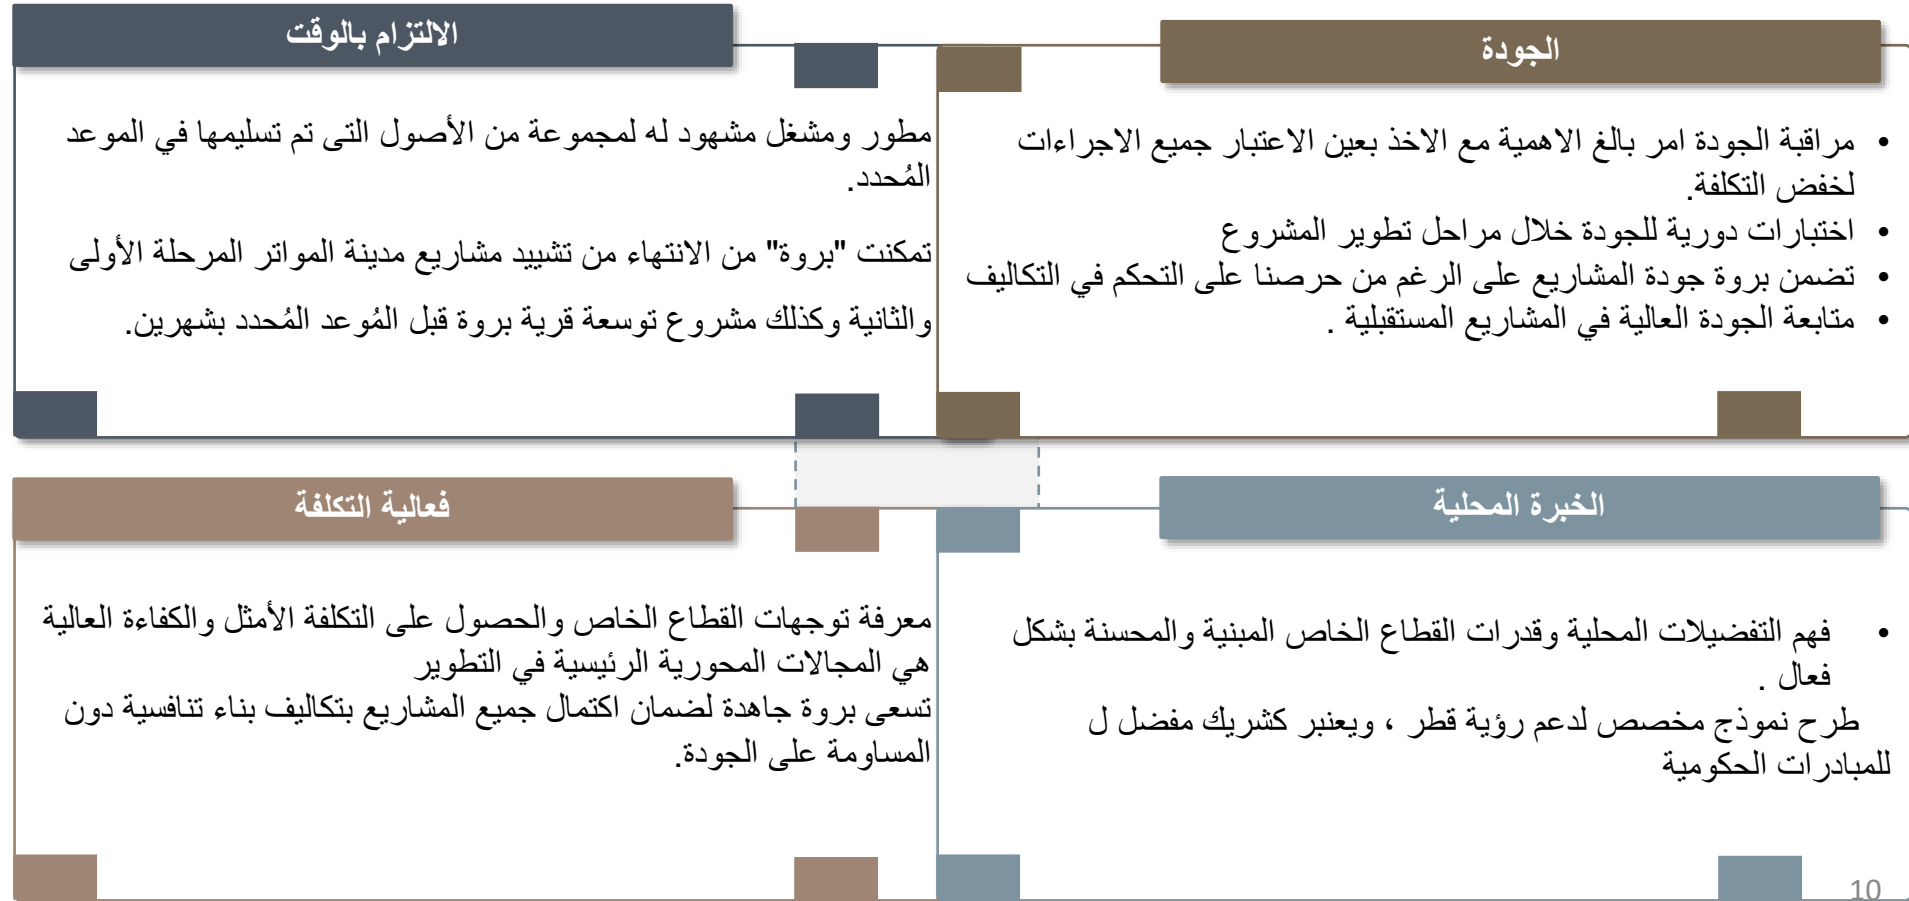 الجودة
• مراقبة الجودة امر بالغ الاهمية مع الاخذ بعين الاعتبار جميع الاجراءات
لخفض التكلفة.
• اختبارات دورية للجودة خلال مراحل تطوير المشروع
• تضمن بروة جودة المشاريع على الرغم من حرصنا على التحكم في التكاليف
• متابعة الجودة العالية في المشاريع المستقبلية .
الالتزام بالوقت
مطور ومشغل مشهود له لمجموعة من الأصول التى تم تسليمها في الموعد
المُحدد.
تمكنت "بروة" من الانتهاء من تشييد مشاريع مدينة المواتر المرحلة الأولى
والثانية وكذلك مشروع توسعة قرية بروة قبل المُوعد المُحدد بشهرين.
الخبرة المحلية
• فهم التفضيلات المحلية وقدرات القطاع الخاص المبنية والمحسنة بشكل
فعال .
طرح نموذج مخصص لدعم رؤية قطر ، ويعنبر كشريك مفضل ل
للمبادرات الحكومية
فعالية التكلفة
معرفة توجهات القطاع الخاص والحصول على التكلفة الأمثل والكفاءة العالية
هي المجالات المحورية الرئيسية في التطوير
تسعى بروة جاهدة لضمان اكتمال جميع المشاريع بتكاليف بناء تنافسية دون
المساومة على الجودة.
10